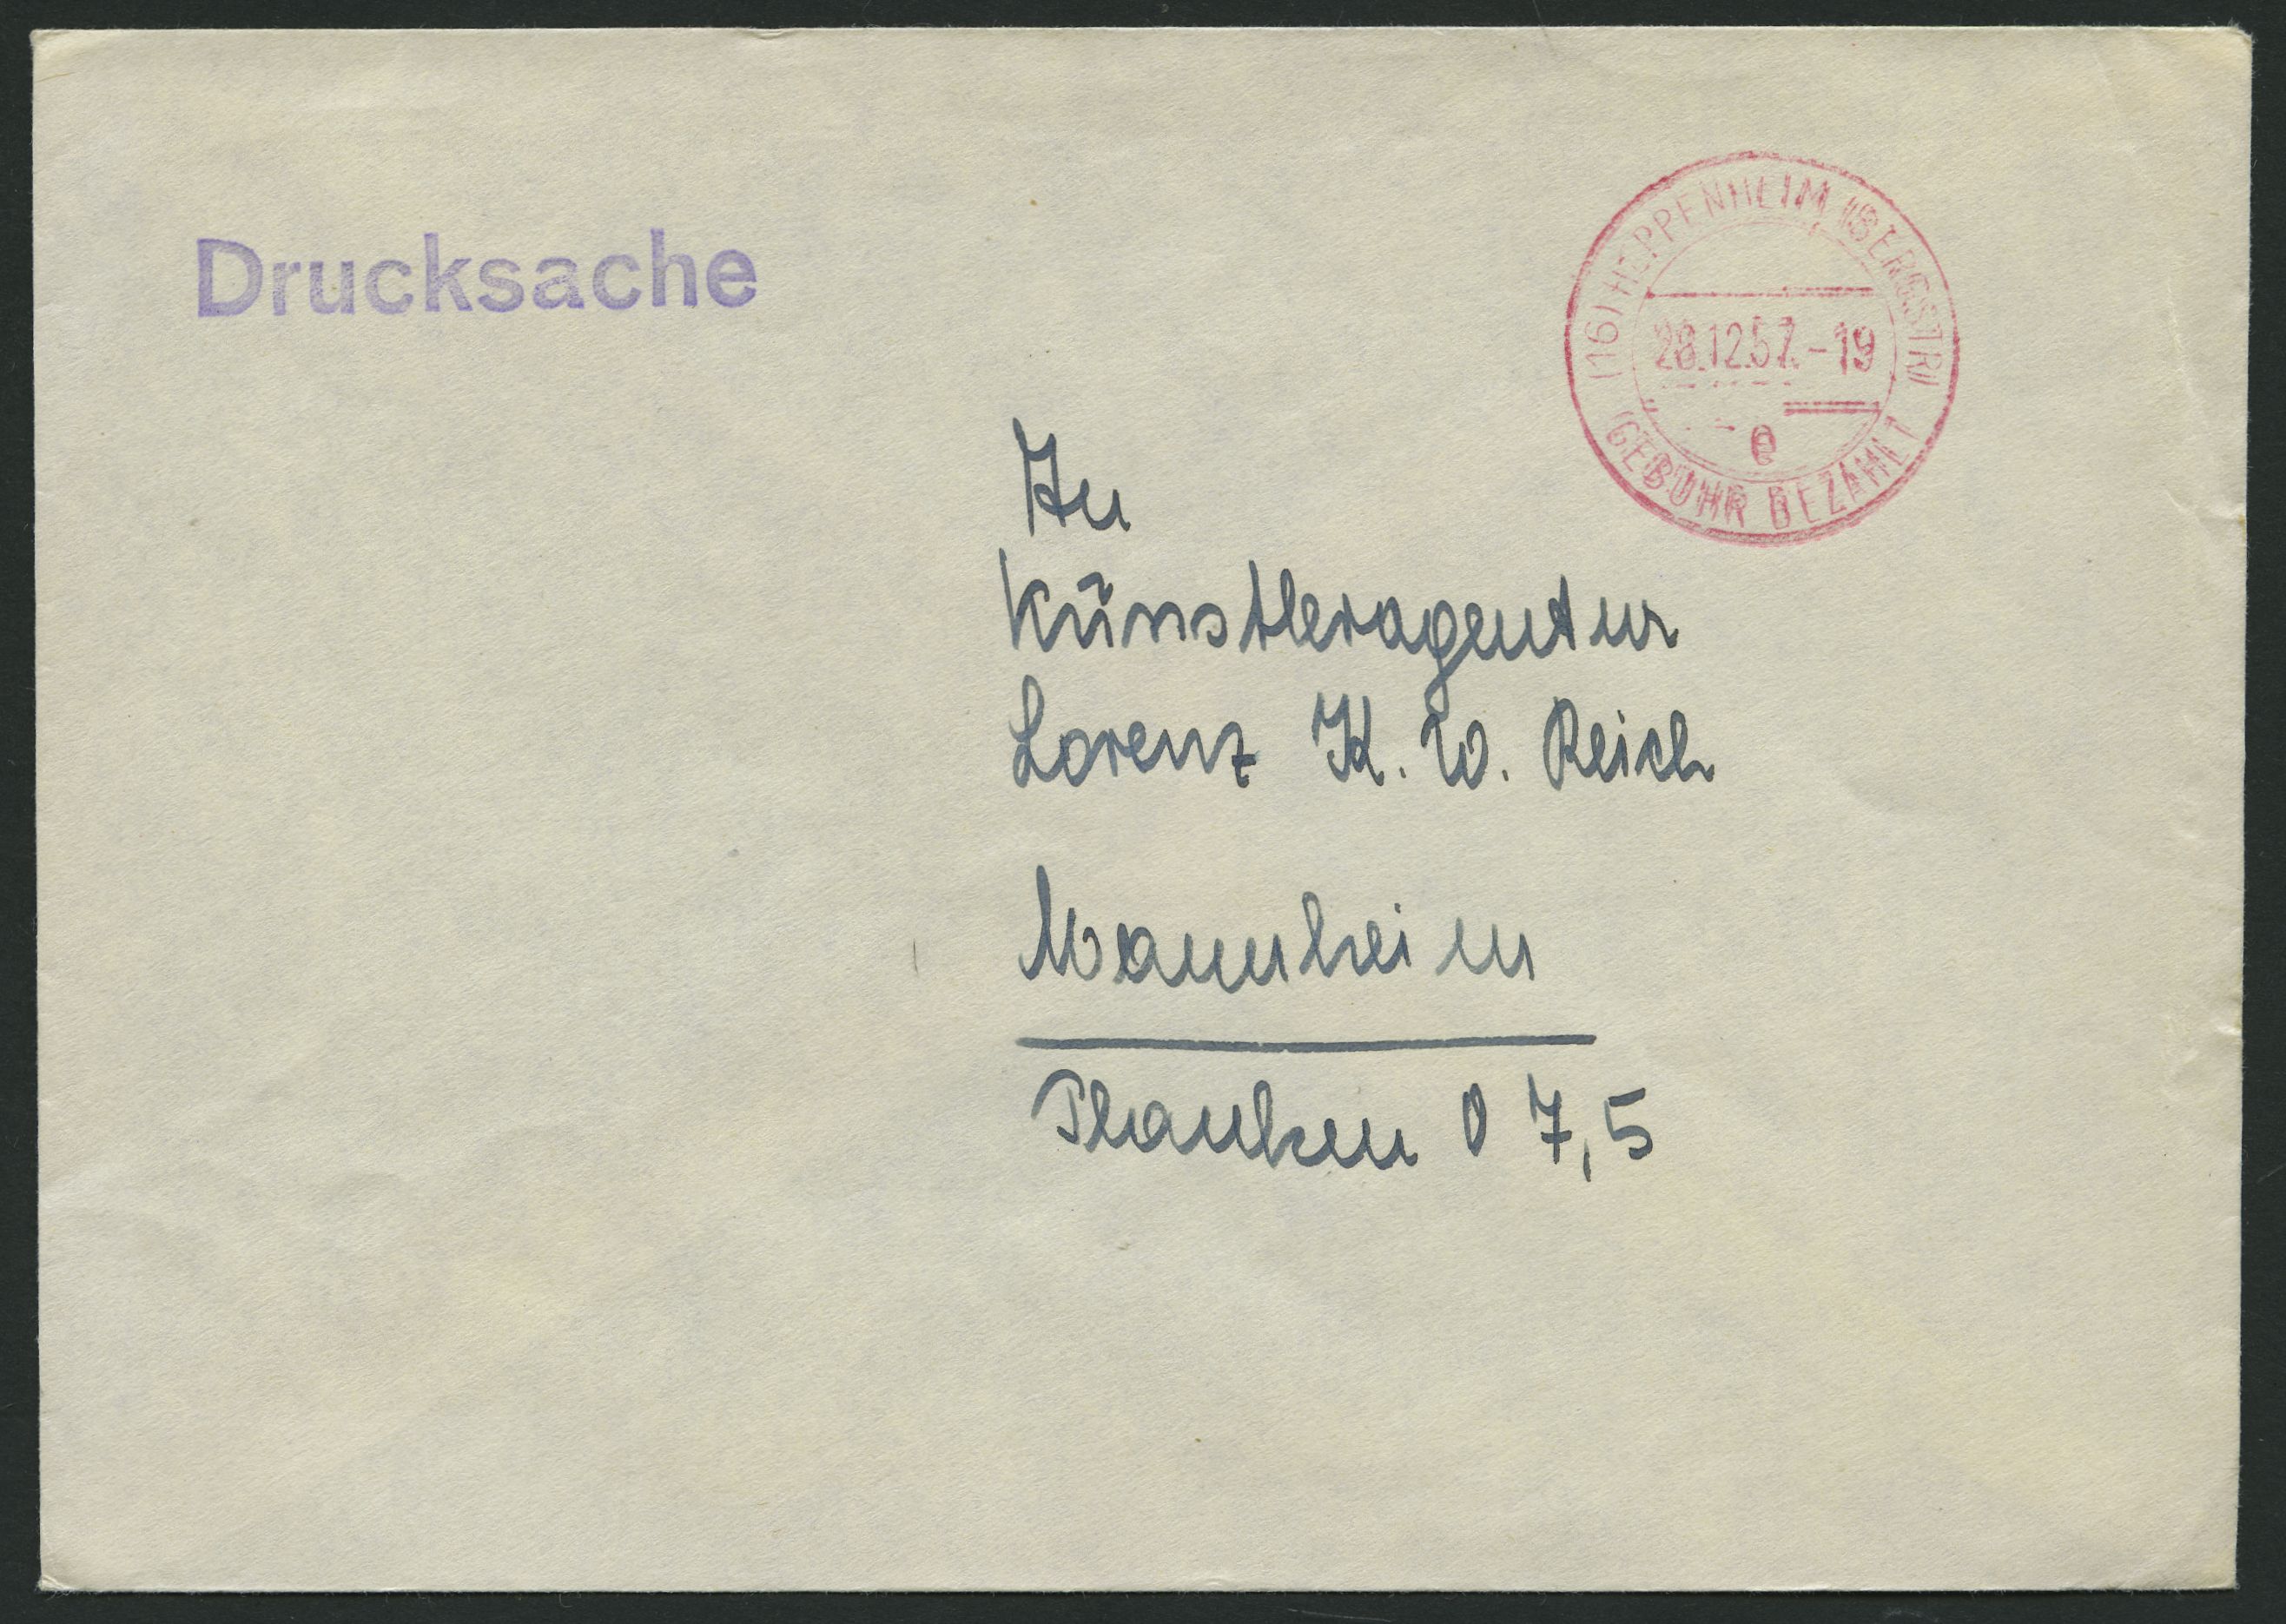 Drucksache
(16) HEPPENHEIM (BERGSTR)
28.12.57.-19
e
GEBÜHR BEZAHLT
An
Künstleragentur
Lorenz K. W. Reich
Mannheim
Planken O 7,5